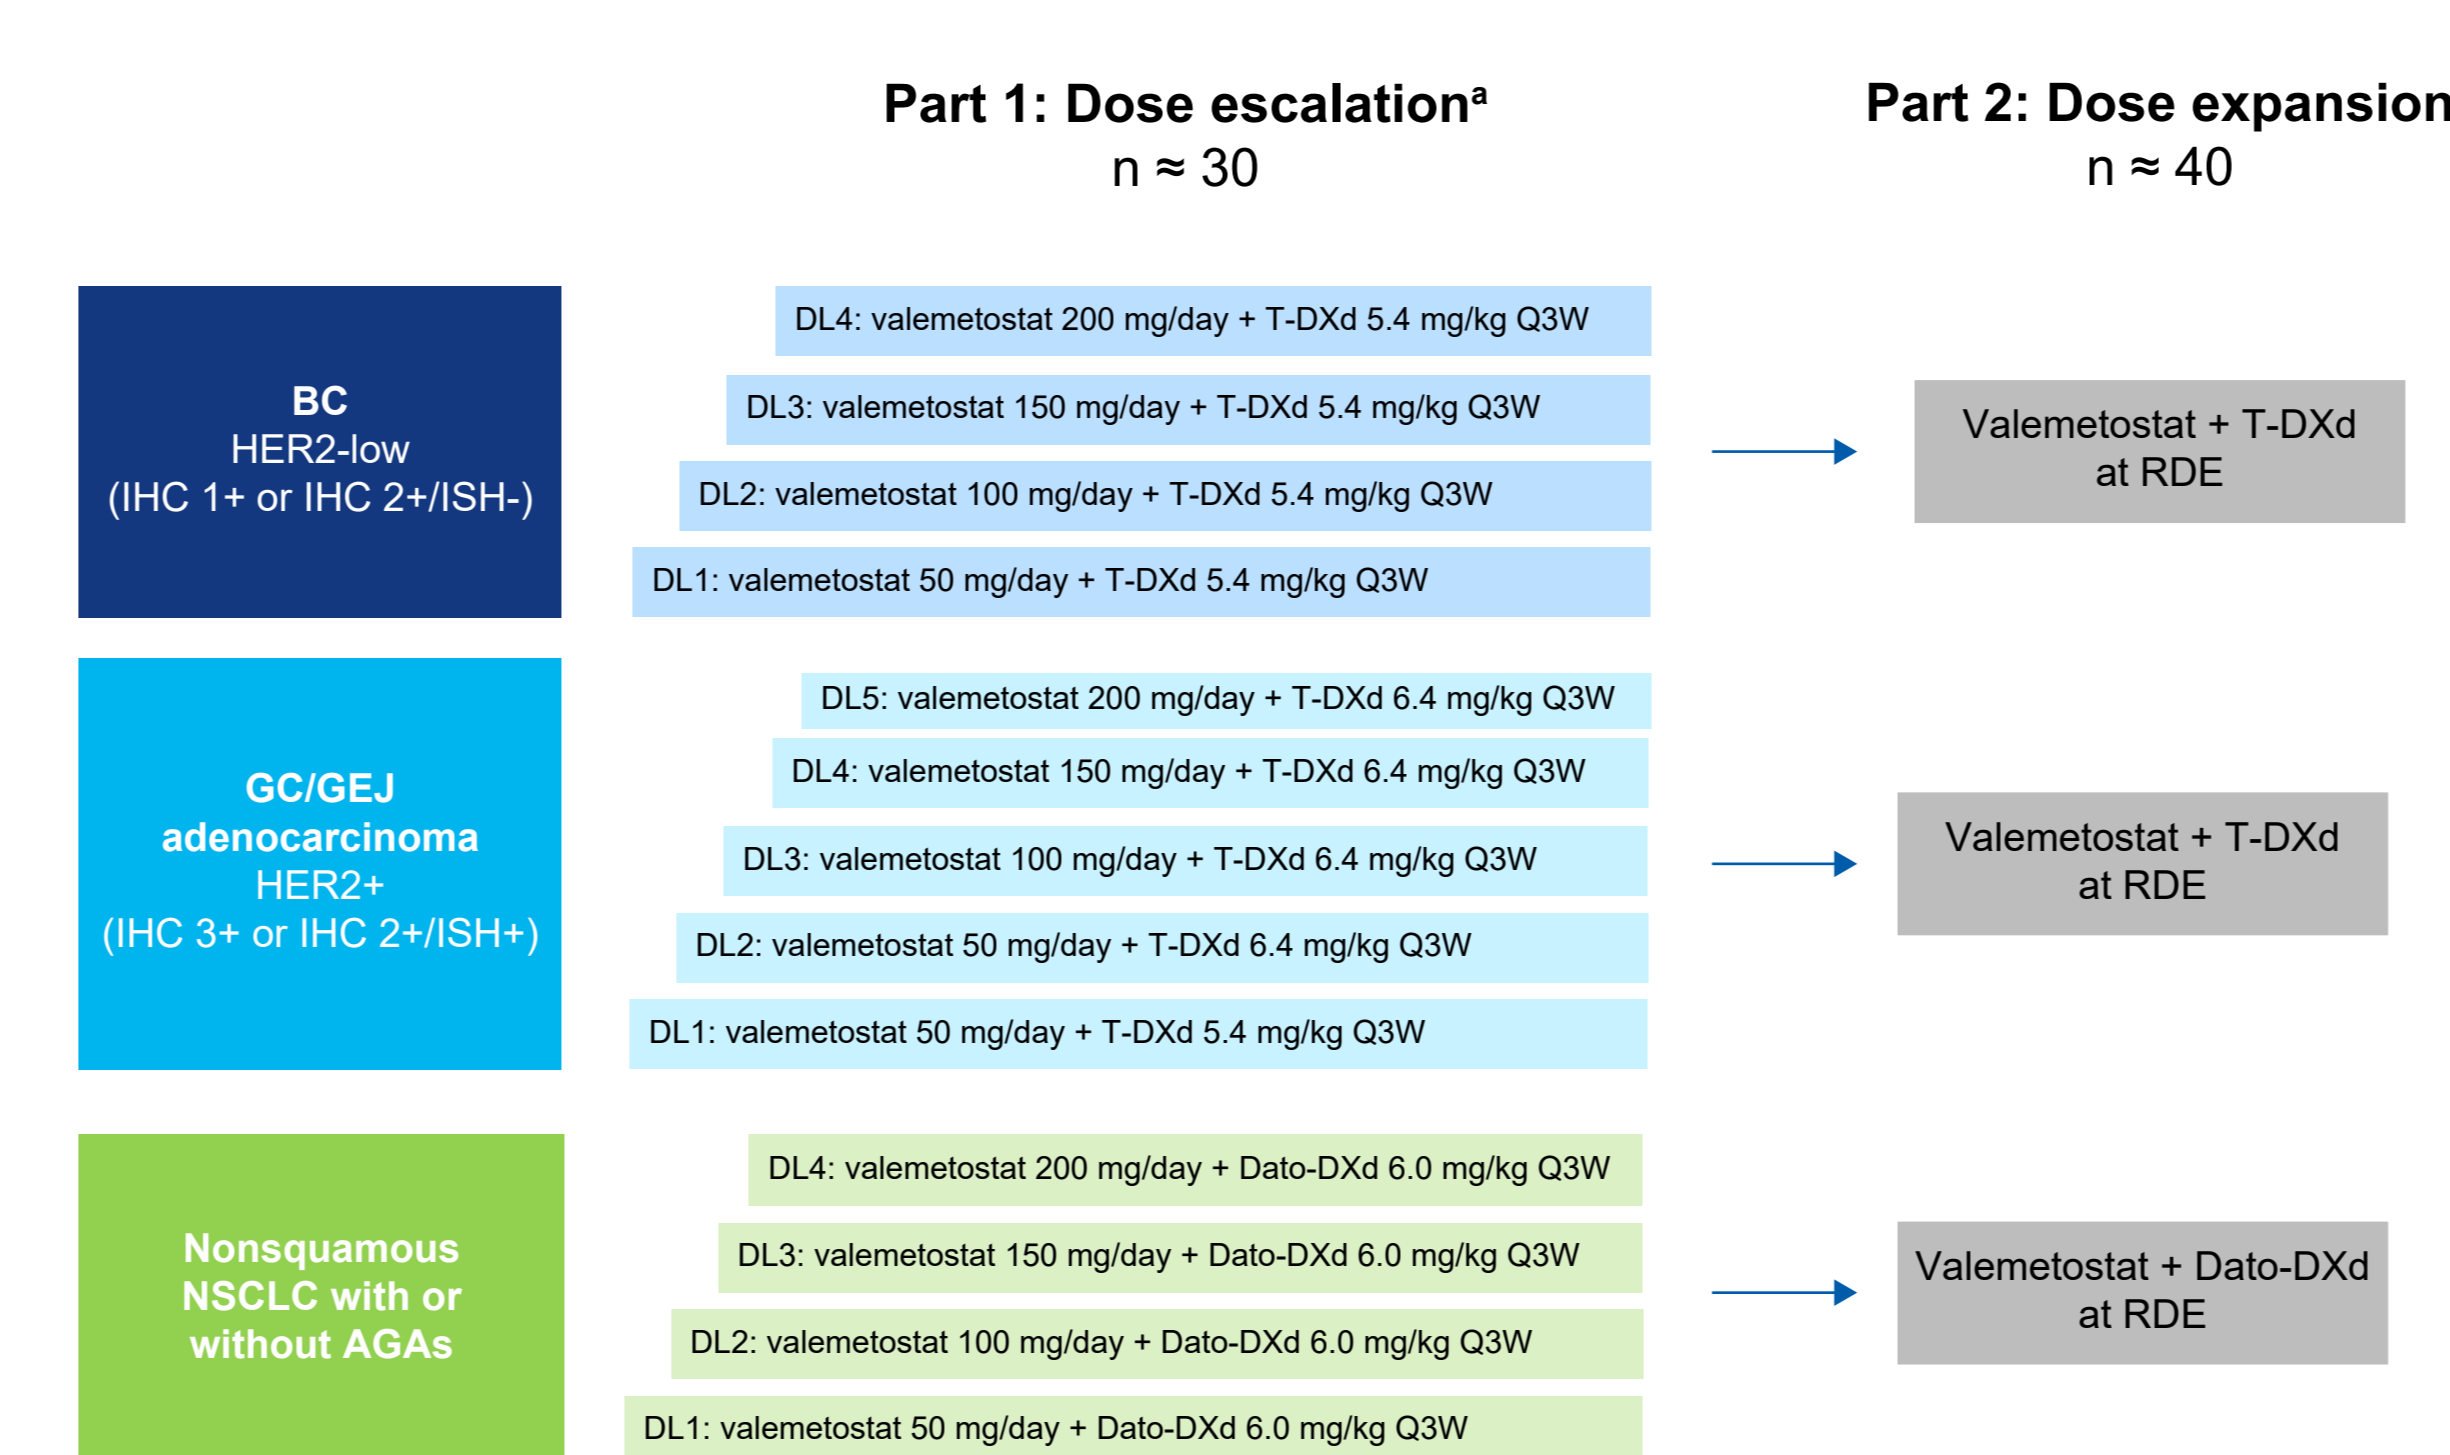 Part 1: Dose escalationᵃ
n ≈ 30
Part 2: Dose expansion
n ≈ 40
BC
HER2-low
(IHC 1+ or IHC 2+/ISH-)
DL4: valemetostat 200 mg/day + T-DXd 5.4 mg/kg Q3W
DL3: valemetostat 150 mg/day + T-DXd 5.4 mg/kg Q3W
DL2: valemetostat 100 mg/day + T-DXd 5.4 mg/kg Q3W
DL1: valemetostat 50 mg/day + T-DXd 5.4 mg/kg Q3W
Valemetostat + T-DXd
at RDE
GC/GEJ
adenocarcinoma
HER2+
(IHC 3+ or IHC 2+/ISH+)
DL5: valemetostat 200 mg/day + T-DXd 6.4 mg/kg Q3W
DL4: valemetostat 150 mg/day + T-DXd 6.4 mg/kg Q3W
DL3: valemetostat 100 mg/day + T-DXd 6.4 mg/kg Q3W
DL2: valemetostat 50 mg/day + T-DXd 6.4 mg/kg Q3W
DL1: valemetostat 50 mg/day + T-DXd 5.4 mg/kg Q3W
Valemetostat + T-DXd
at RDE
Nonsquamous
NSCLC with or
without AGAs
DL4: valemetostat 200 mg/day + Dato-DXd 6.0 mg/kg Q3W
DL3: valemetostat 150 mg/day + Dato-DXd 6.0 mg/kg Q3W
DL2: valemetostat 100 mg/day + Dato-DXd 6.0 mg/kg Q3W
DL1: valemetostat 50 mg/day + Dato-DXd 6.0 mg/kg Q3W
Valemetostat + Dato-DXd
at RDE